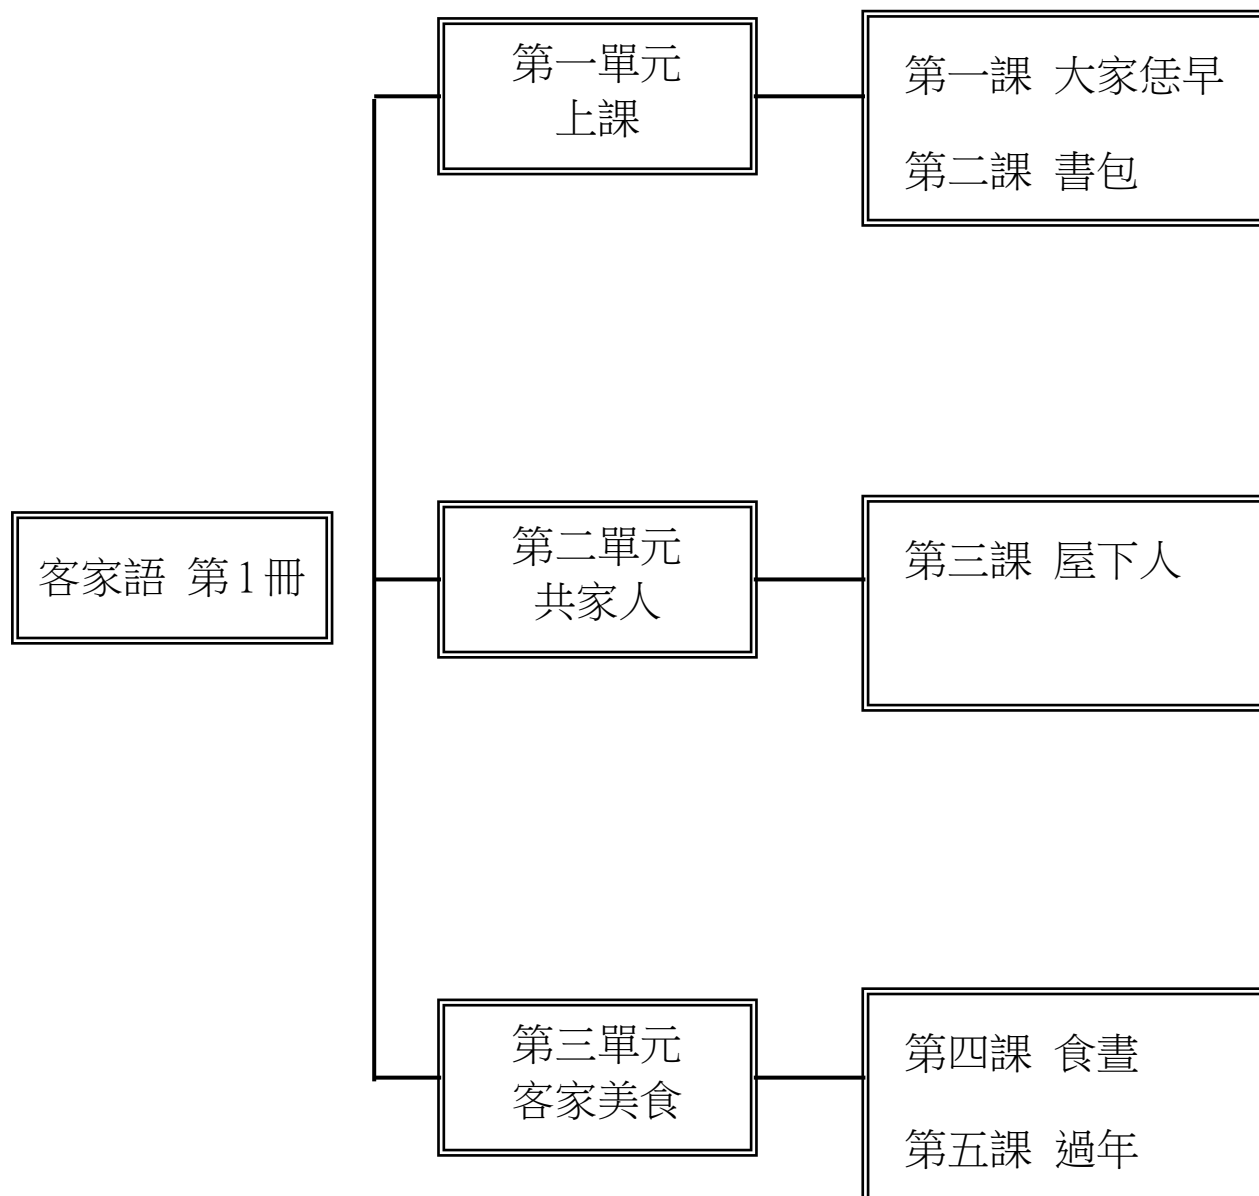 客家語 第1冊
第一單元
上課
第一課 大家恁早
第二課 書包
第二單元
共家人
第三課 屋下人
第三單元
客家美食
第四課 食晝
第五課 過年